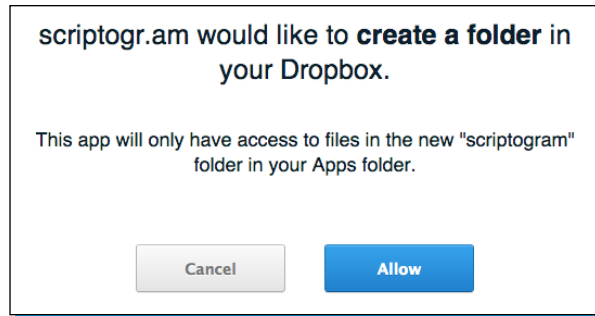 scriptogr.am would like to create a folder in
your Dropbox.
This app will only have access to files in the new "scriptogram"
folder in your Apps folder.
Cancel
Allow